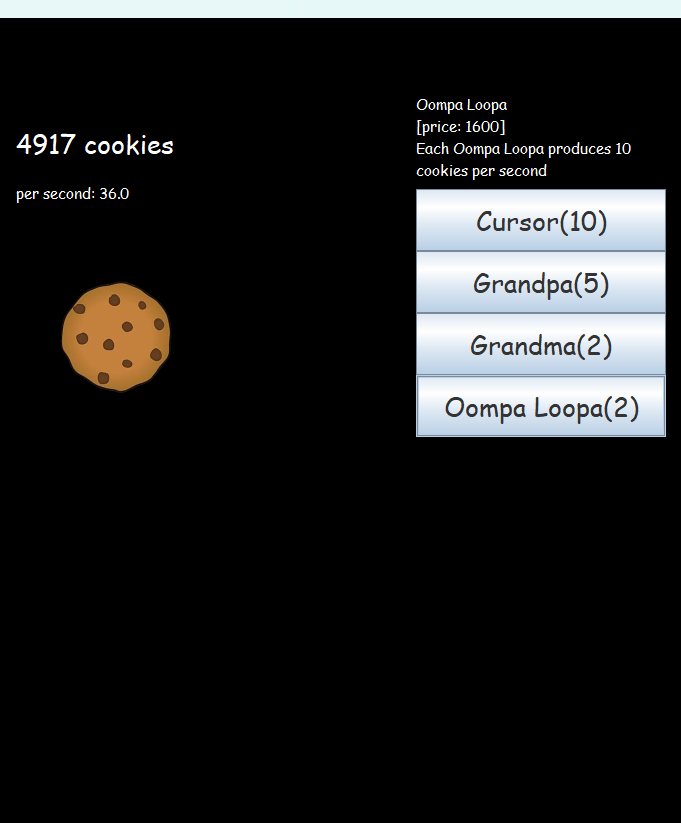 4917 cookies
per second: 36.0
Oompa Loopa
[price: 1600]
Each Oompa Loopa produces 10
cookies per second
Cursor(10)
Grandpa(5)
Grandma(2)
Oompa Loopa(2)